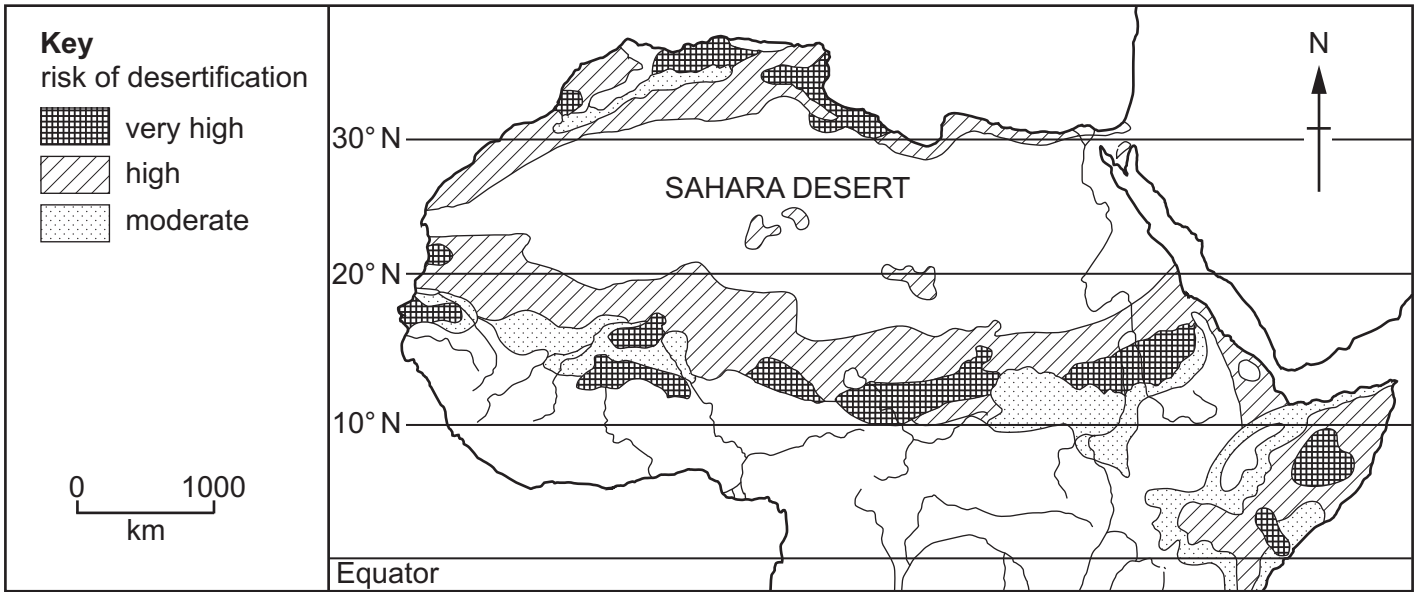 Key
risk of desertification
very high
high
moderate
0 1000
km
N
30° N
SAHARA DESERT
20° N
10° N
Equator